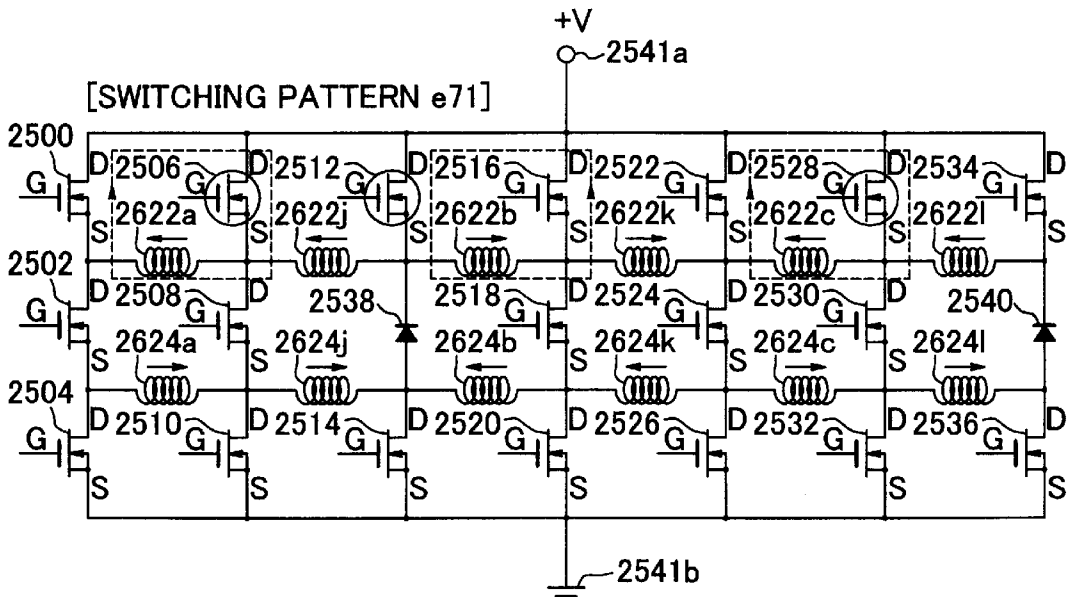 +V
2541a
[SWITCHING PATTERN e71]
2500
2506
2512
2516
2522
2528
2534
D D D D D D D
G G G G G G G
S S S S S S S
2622a
2622j
2622b
2622k
2622c
2622l
2502
2508
2538
2518
2524
2530
2540
D D D D D
G G G G G
S S S S S
2624a
2624j
2624b
2624k
2624c
2624l
2504
2510
2514
2520
2526
2532
2536
D D D D D D D
G G G G G G G
S S S S S S S
2541b